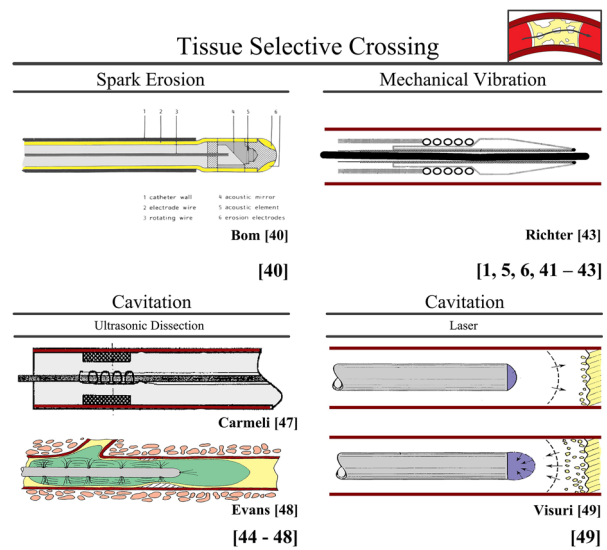 Tissue Selective Crossing
Spark Erosion
Mechanical Vibration
1 2 3 4 5 6
1 catheter wall
2 electrode wire
3 rotating wire
4 acoustic mirror
5 acoustic element
6 erosion electrodes
Bom [40]
[40]
Richter [43]
[1, 5, 6, 41 – 43]
Cavitation
Ultrasonic Dissection
Carmeli [47]
Evans [48]
[44 - 48]
Cavitation
Laser
Visuri [49]
[49]